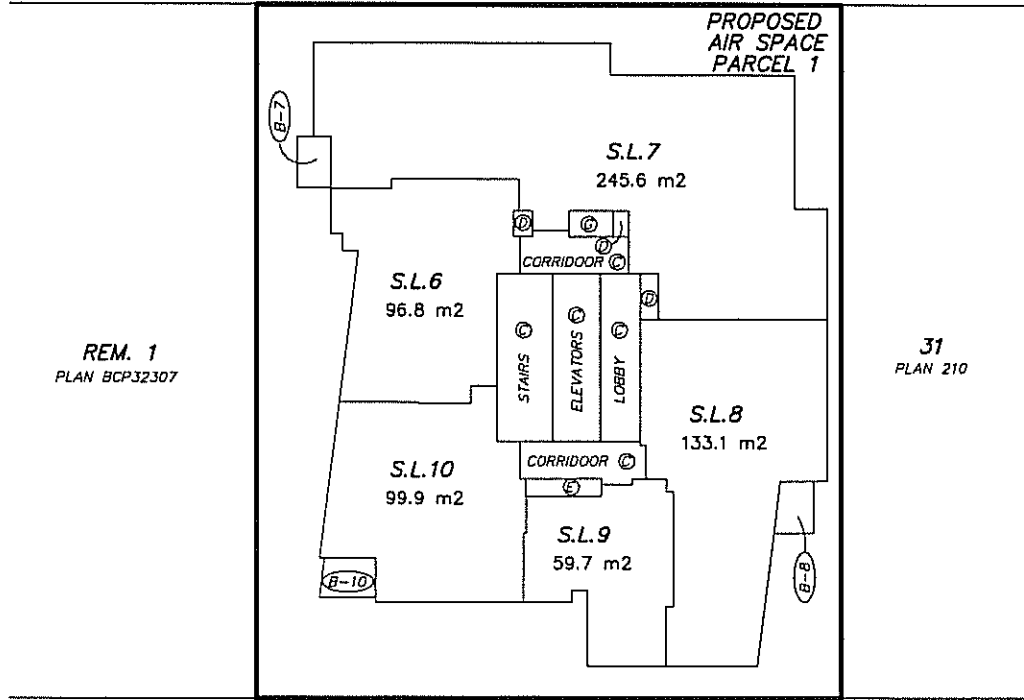 PROPOSED
AIR SPACE
PARCEL 1
B-7
S.L.7
245.6 m2
D
G
D
CORRIDOOR C
S.L.6
96.8 m2
D
STAIRS C
ELEVATORS C
LOBBY C
REM. 1
PLAN BCP32307
31
PLAN 210
S.L.8
133.1 m2
CORRIDOOR C
S.L.10
99.9 m2
E
S.L.9
59.7 m2
B-10
B-8